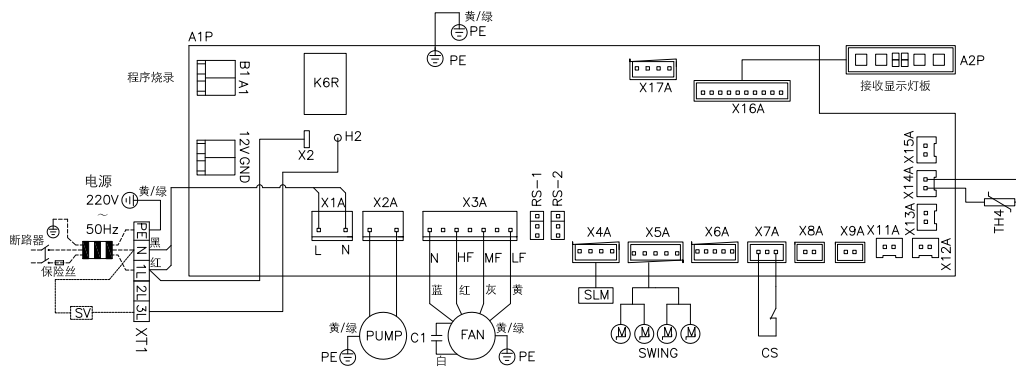 黄/绿
PE
A1P
PE
程序烧录
B1 A1
K6R
X17A
X16A
A2P
接收显示灯板
12V GND
X2
H2
X15A
X14A
X13A
TH4
电源
220V
~
50Hz
黄/绿
断路器
保险丝
PE
N
1L
2L
3L
黑
红
SV
XT1
X1A
L
N
X2A
X3A
N
HF
MF
LF
蓝
红
灰
黄
RS-1
RS-2
X4A
X5A
X6A
X7A
X8A
X9A
X11A
X12A
SLM
M
M
M
M
SWING
CS
黄/绿
PE
PUMP
C1
白
FAN
黄/绿
PE